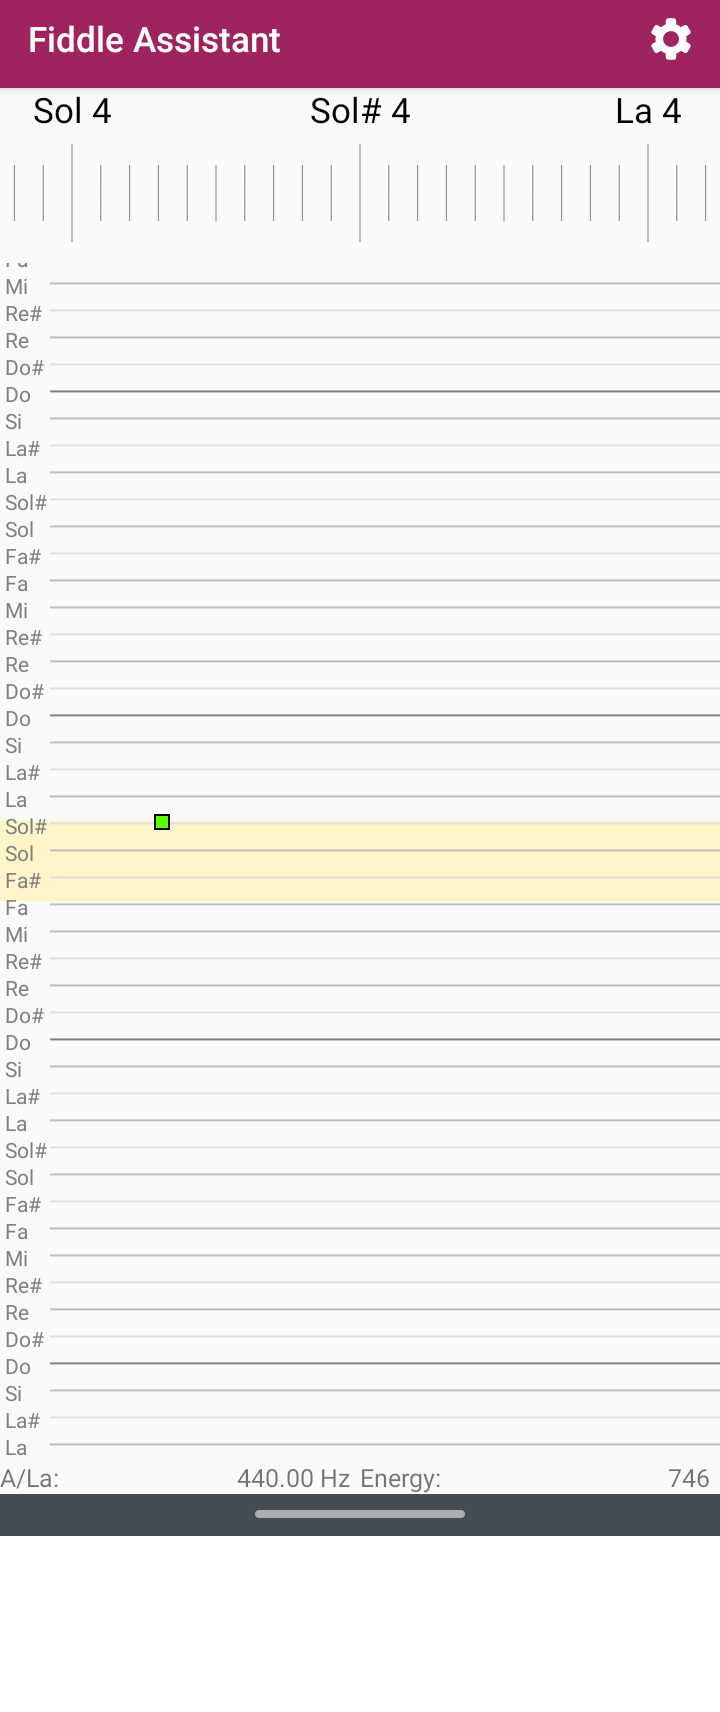 Fiddle Assistant
Sol 4 Sol# 4 La 4
Mi
Re#
Re
Do#
Do
Si
La#
La
Sol#
Sol
Fa#
Fa
Mi
Re#
Re
Do#
Do
Si
La#
La
Sol#
Sol
Fa#
Fa
Mi
Re#
Re
Do#
Do
Si
La#
La
Sol#
Sol
Fa#
Fa
Mi
Re#
Re
Do#
Do
Si
La#
La
A/La: 440.00 Hz Energy: 746